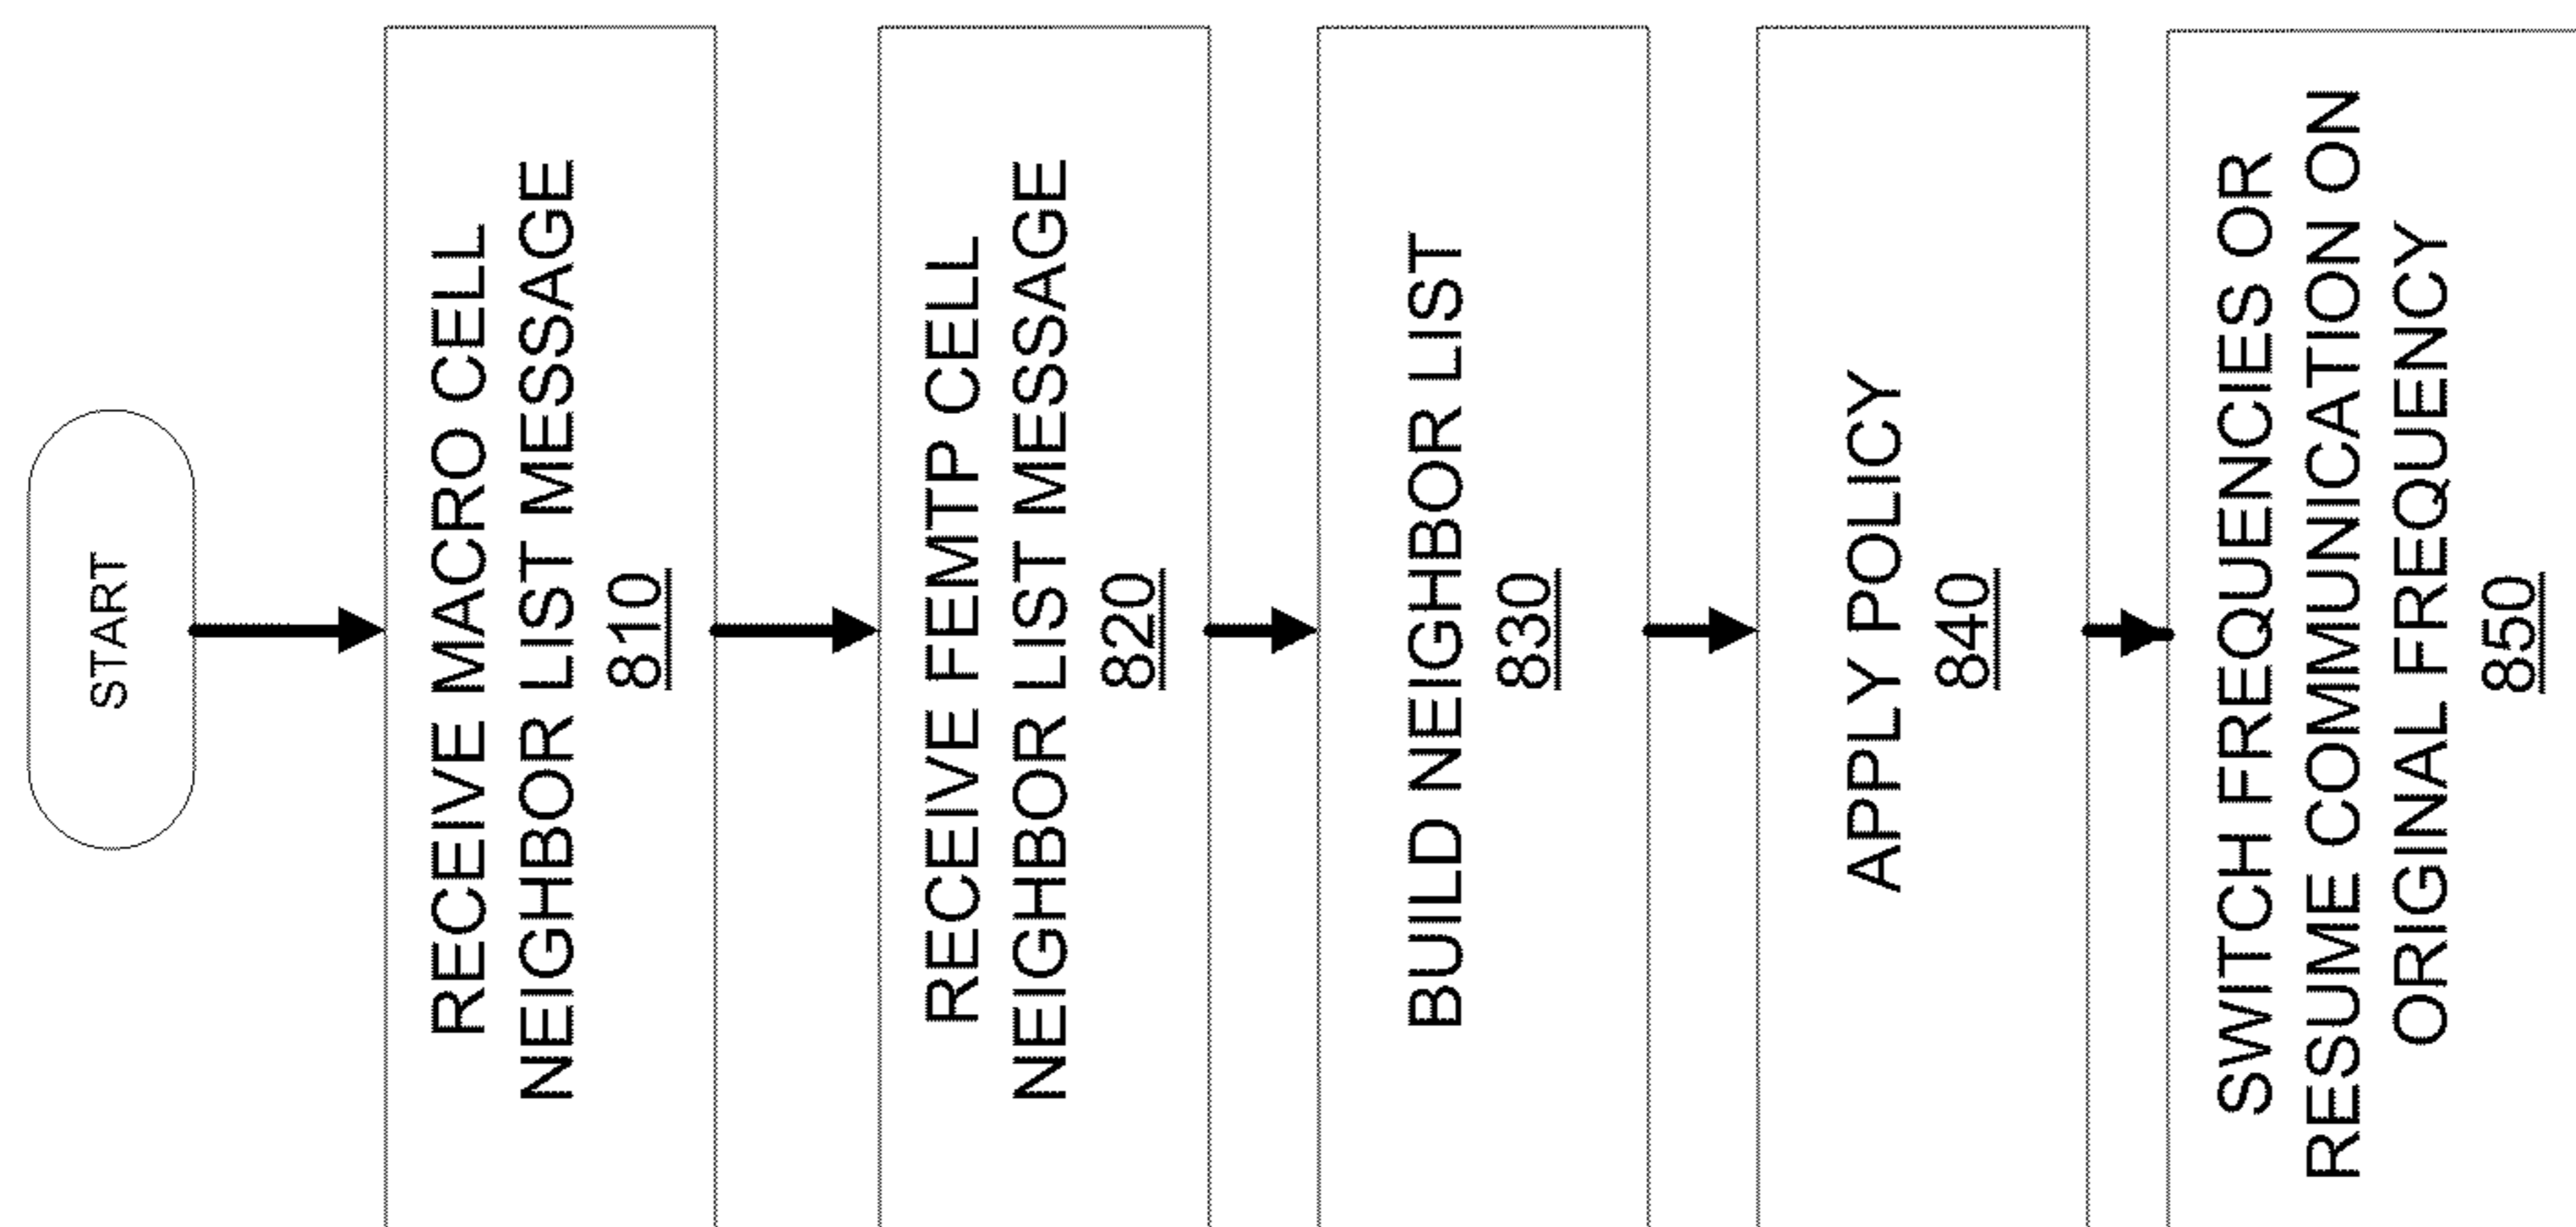 START
RECEIVE MACRO CELL
NEIGHBOR LIST MESSAGE
810
RECEIVE FEMTP CELL
NEIGHBOR LIST MESSAGE
820
BUILD NEIGHBOR LIST
830
APPLY POLICY
840
SWITCH FREQUENCIES OR
RESUME COMMUNICATION ON
ORIGINAL FREQUENCY
850